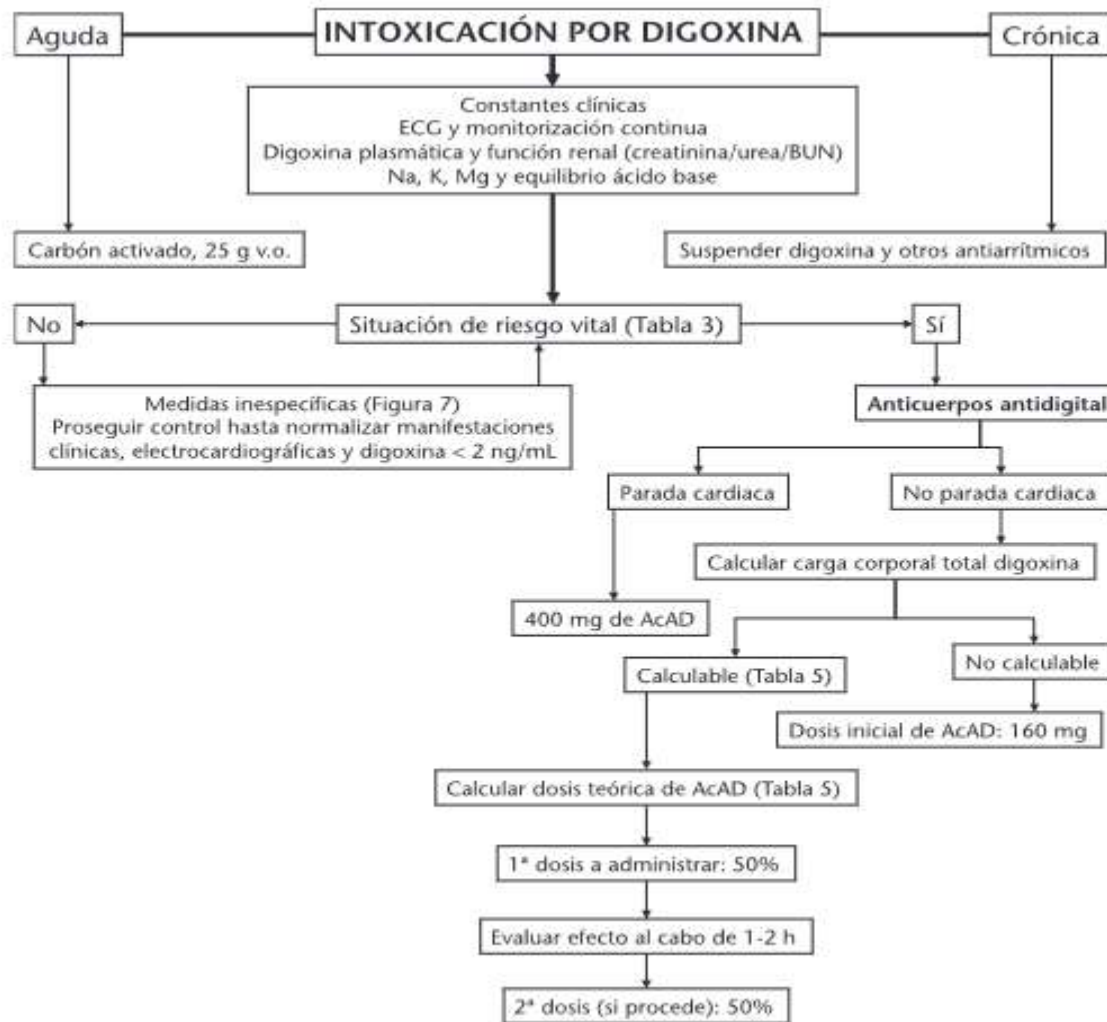 Aguda
INTOXICACIÓN POR DIGOXINA
Crónica
Constantes clínicas
ECG y monitorización continua
Digoxina plasmática y función renal (creatinina/urea/BUN)
Na, K, Mg y equilibrio ácido base
Carbón activado, 25 g v.o.
Suspender digoxina y otros antiarrítmicos
No
Situación de riesgo vital (Tabla 3)
Sí
Medidas inespecíficas (Figura 7)
Proseguir control hasta normalizar manifestaciones
clínicas, electrocardiográficas y digoxina < 2 ng/mL
Anticuerpos antidigital
Parada cardiaca
No parada cardiaca
Calcular carga corporal total digoxina
400 mg de AcAD
Calculable (Tabla 5)
No calculable
Dosis inicial de AcAD: 160 mg
Calcular dosis teórica de AcAD (Tabla 5)
1ª dosis a administrar: 50%
Evaluar efecto al cabo de 1-2 h
2ª dosis (si procede): 50%